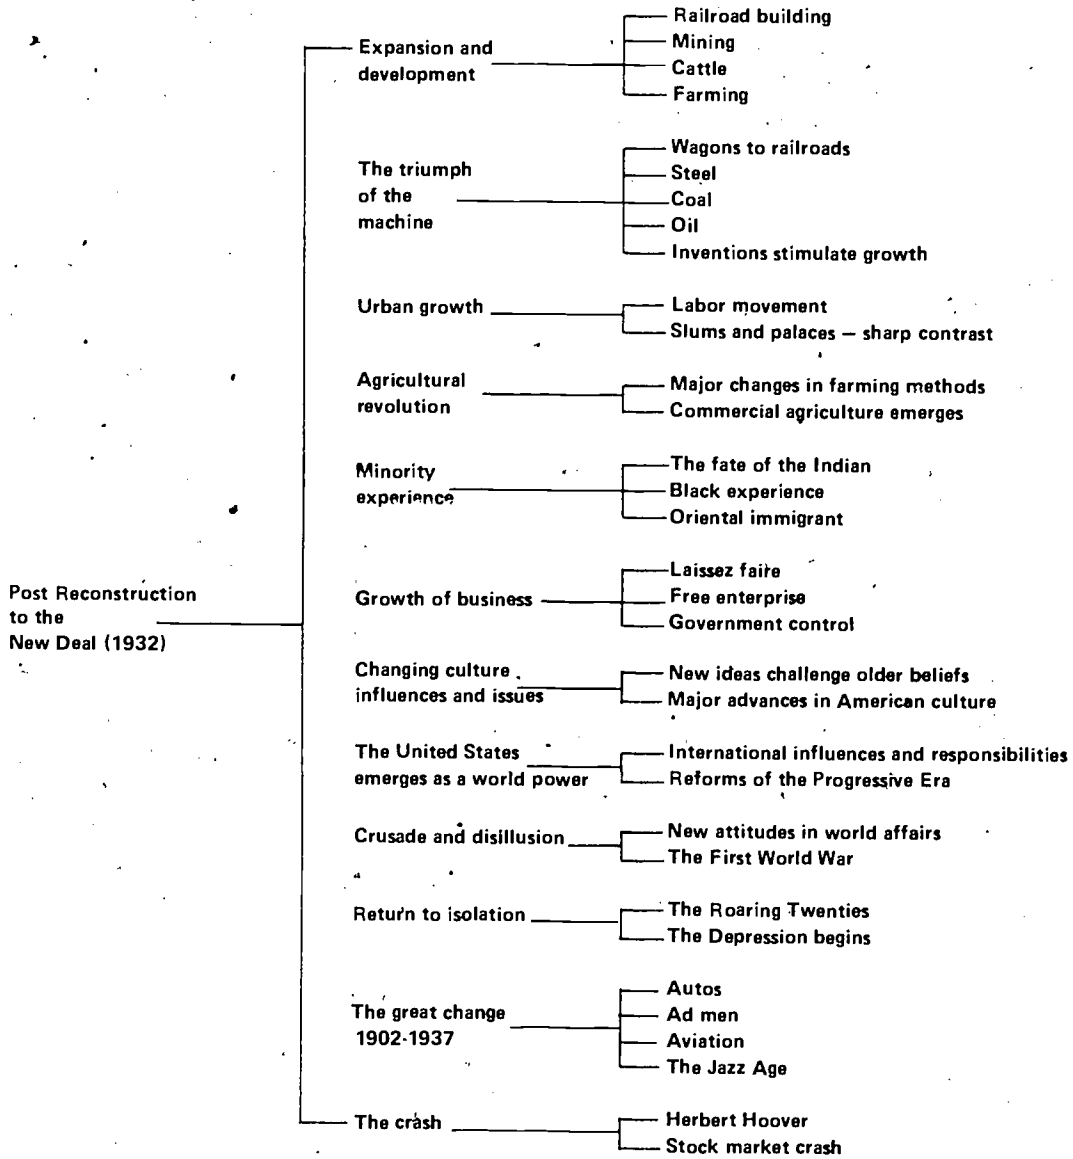 Post Reconstruction
to the
New Deal (1932)
Expansion and
development
Railroad building
Mining
Cattle
Farming
The triumph
of the
machine
Wagons to railroads
Steel
Coal
Oil
Inventions stimulate growth
Urban growth
Labor movement
Slums and palaces — sharp contrast
Agricultural
revolution
Major changes in farming methods
Commercial agriculture emerges
Minority
experience
The fate of the Indian
Black experience
Oriental immigrant
Growth of business
Laissez faire
Free enterprise
Government control
Changing culture
influences and issues
New ideas challenge older beliefs
Major advances in American culture
The United States
emerges as a world power
International influences and responsibilities
Reforms of the Progressive Era
Crusade and disillusion
New attitudes in world affairs
The First World War
Return to isolation
The Roaring Twenties
The Depression begins
The great change
1902-1937
Autos
Ad men
Aviation
The Jazz Age
The crash
Herbert Hoover
Stock market crash